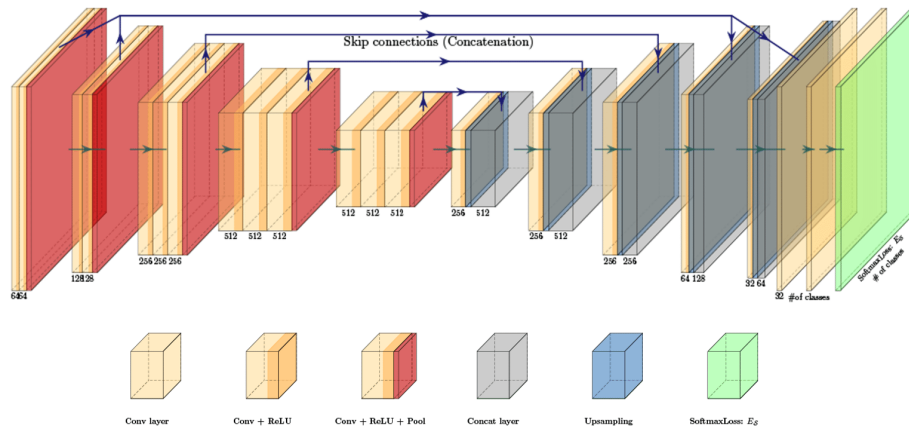 Skip connections (Concatenation)
64 64
128 128
256 256 256
512 512 512
512 512 512
256 512
256 512
256 256
64 128
32 64
32
#of classes
SoftmaxLoss: E_S
# of classes
Conv layer
Conv + ReLU
Conv + ReLU + Pool
Concat layer
Upsampling
SoftmaxLoss: E_S